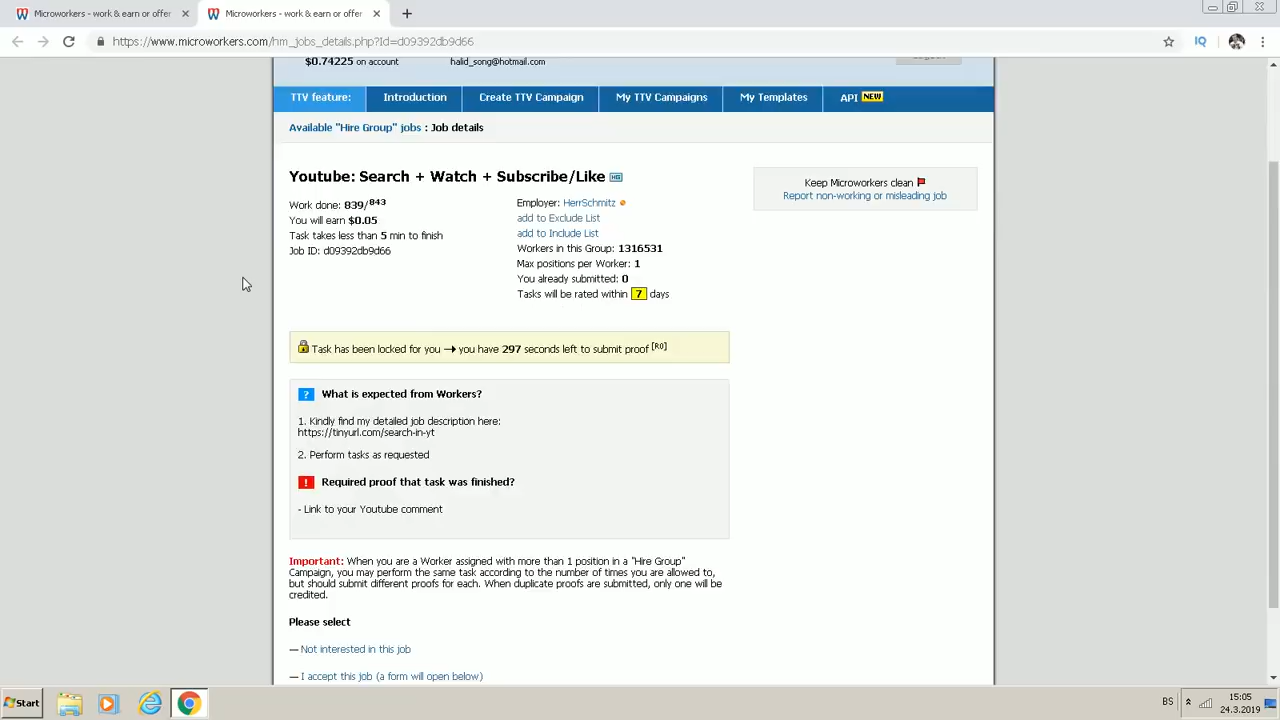 Microworkers - work & earn or offer
Microworkers - work & earn or offer
https://www.microworkers.com/hm_jobs_details.php?Id=d09392db9d66
$0.74225 on account
halid_song@hotmail.com
TTV feature:
Introduction
Create TTV Campaign
My TTV Campaigns
My Templates
API NEW
Available "Hire Group" jobs : Job details
Youtube: Search + Watch + Subscribe/Like HG
Work done: 839/843
You will earn $0.05
Task takes less than 5 min to finish
Job ID: d09392db9d66
Employer: HerrSchmitz
add to Exclude List
add to Include List
Workers in this Group: 1316531
Max positions per Worker: 1
You already submitted: 0
Tasks will be rated within 7 days
Keep Microworkers clean
Report non-working or misleading job
Task has been locked for you → you have 297 seconds left to submit proof [R0]
? What is expected from Workers?
1. Kindly find my detailed job description here:
https://tinyurl.com/search-in-yt
2. Perform tasks as requested
! Required proof that task was finished?
- Link to your Youtube comment
Important: When you are a Worker assigned with more than 1 position in a "Hire Group"
Campaign, you may perform the same task according to the number of times you are allowed to,
but should submit different proofs for each. When duplicate proofs are submitted, only one will be
credited.
Please select
— Not interested in this job
— I accept this job (a form will open below)
Start
BS
15:05
24.3.2019